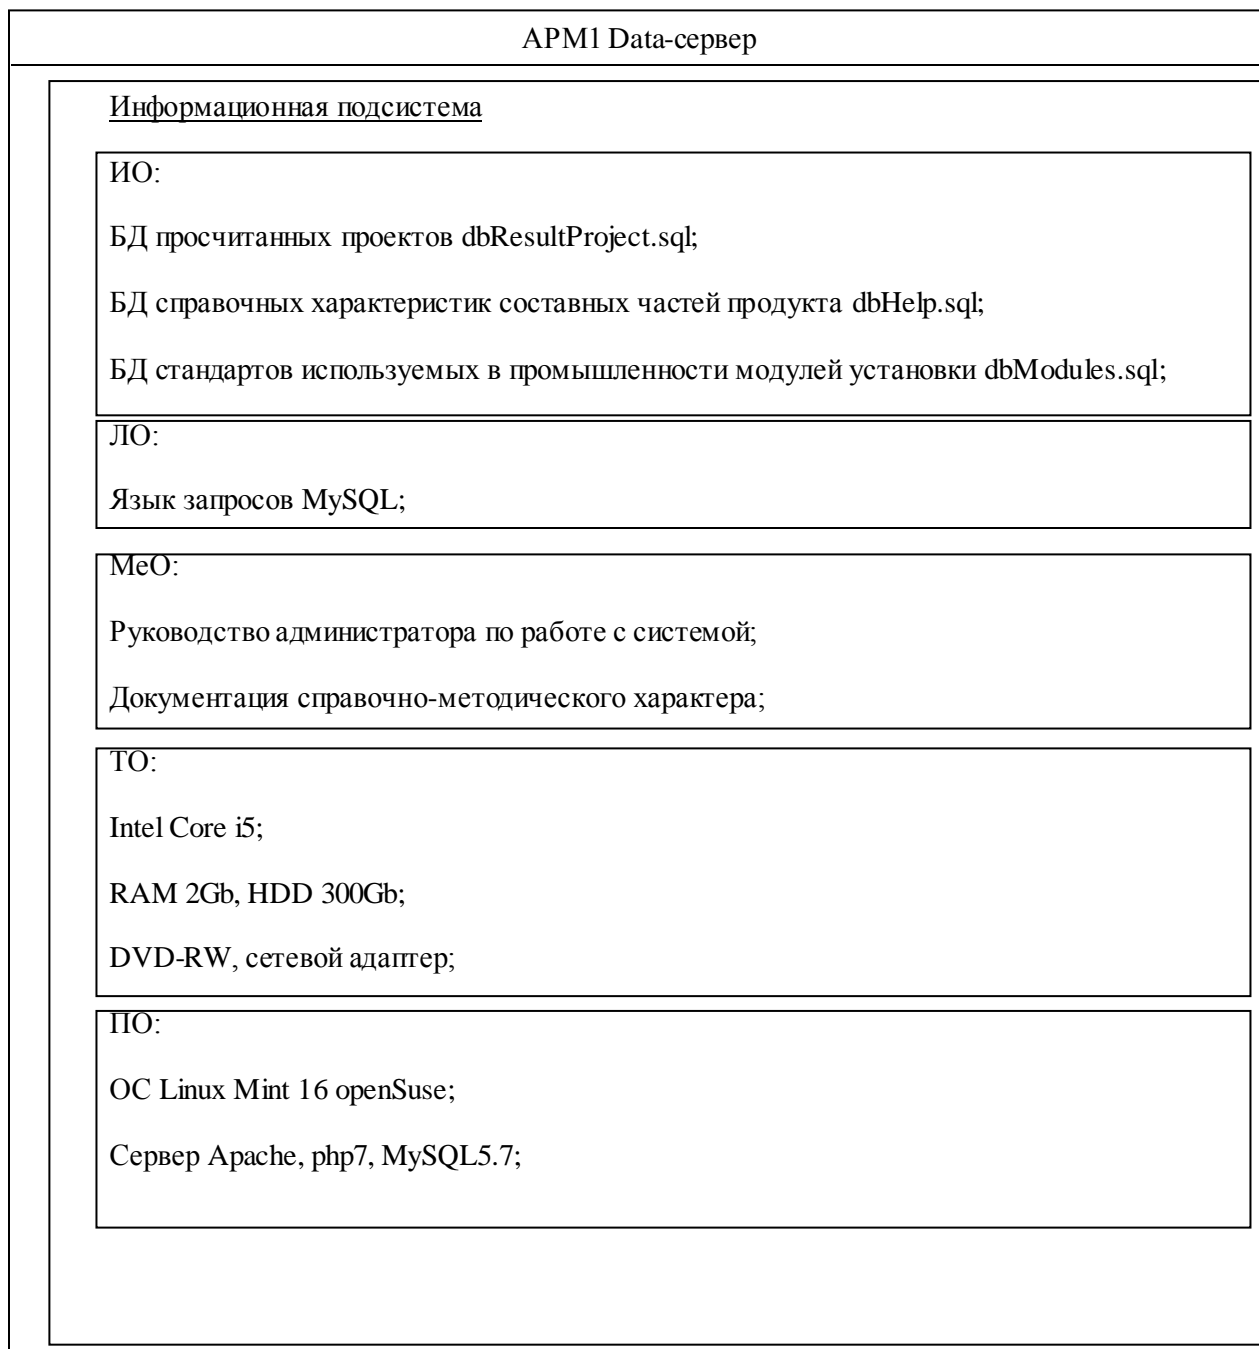 АРМ1 Data-сервер
Информационная подсистема
ИО:
БД просчитанных проектов dbResultProject.sql;
БД справочных характеристик составных частей продукта dbHelp.sql;
БД стандартов используемых в промышленности модулей установки dbModules.sql;
ЛО:
Язык запросов MySQL;
МеО:
Руководство администратора по работе с системой;
Документация справочно-методического характера;
ТО:
Intel Core i5;
RAM 2Gb, HDD 300Gb;
DVD-RW, сетевой адаптер;
ПО:
ОС Linux Mint 16 openSuse;
Сервер Apache, php7, MySQL5.7;